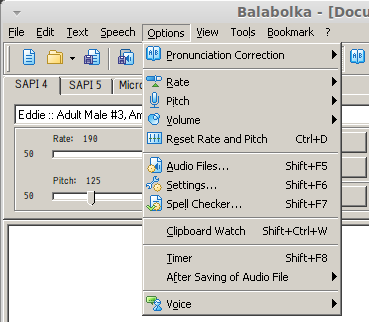 Balabolka - [Docu
File Edit Text Speech Options View Tools Bookmark ?
Pronunciation Correction
SAPI 4 SAPI 5 Micro
Rate
Pitch
Eddie :: Adult Male #3, Am
Volume
Rate: 190
Reset Rate and Pitch Ctrl+D
50
Audio Files... Shift+F5
Pitch: 125
Settings... Shift+F6
50
Spell Checker... Shift+F7
Clipboard Watch Shift+Ctrl+W
Timer Shift+F8
After Saving of Audio File
Voice